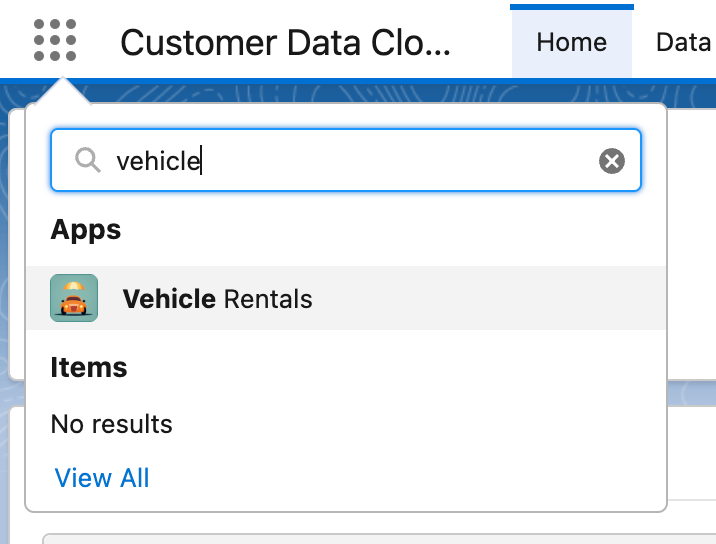 Customer Data Clo...
Home
Data
vehicle
Apps
Vehicle Rentals
Items
No results
View All